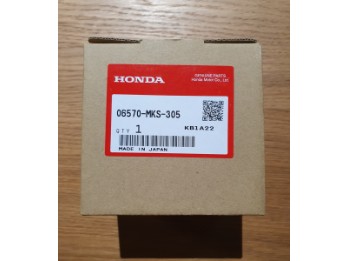 HONDA
GENUINE PARTS
Honda Motor Co., Ltd.
06570-MKS-305
QTY 1
KB1A22
MADE IN JAPAN